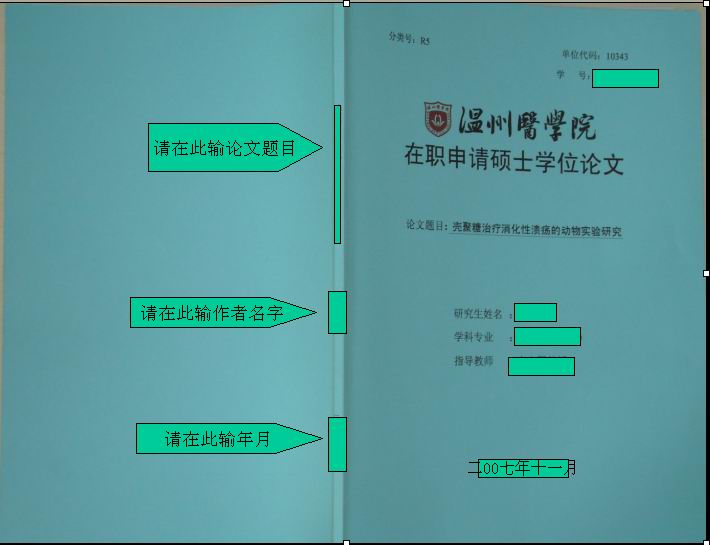 分类号：R5
单位代码：10343
学 号：
温州醫學院
在职申请硕士学位论文
论文题目：壳聚糖治疗消化性溃疡的动物实验研究
研究生姓名：
学科专业：
指导教师
二00七年十一月
请在此输论文题目
请在此输作者名字
请在此输年月